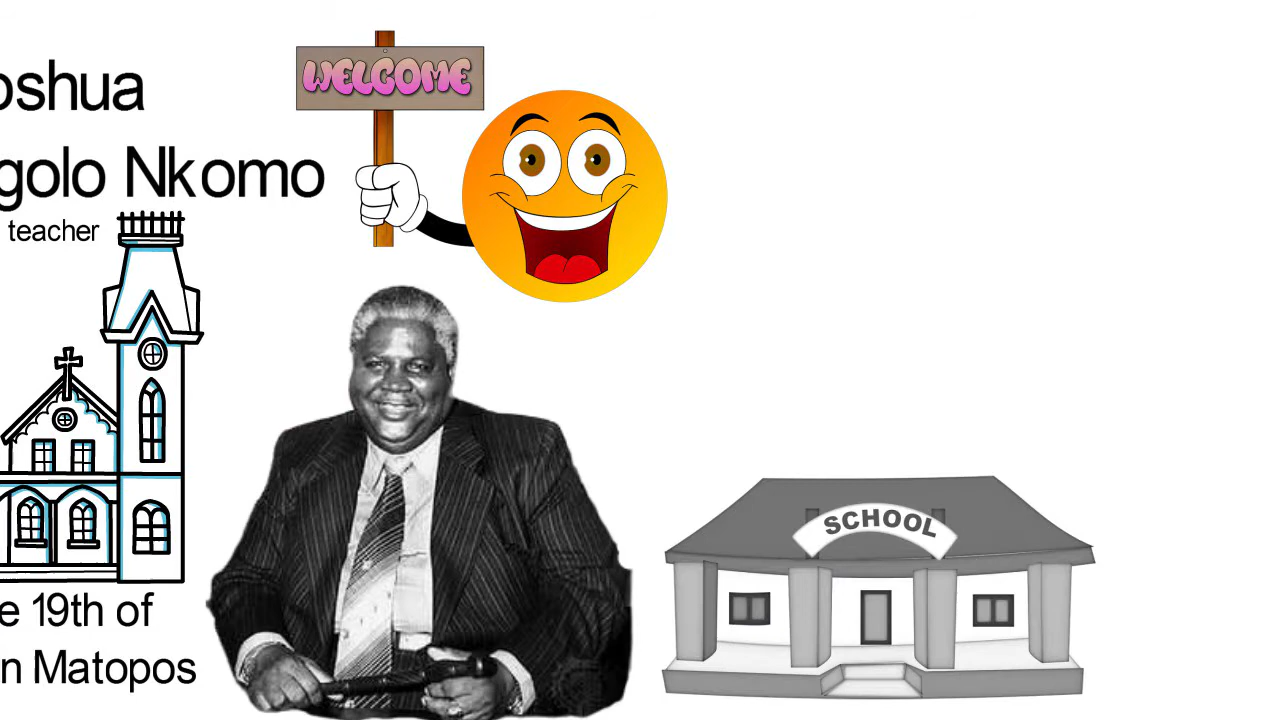 oshua
WELCOME
golo Nkomo
teacher
SCHOOL
e 19th of
n Matopos